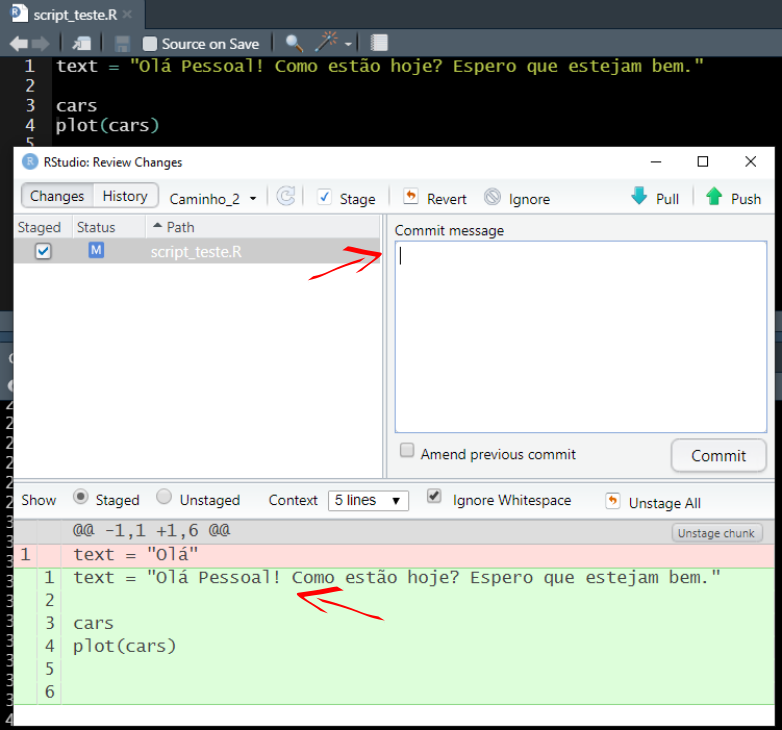 script_teste.R
Source on Save
1 text = "Olá Pessoal! Como estão hoje? Espero que estejam bem."
2
3 cars
4 plot(cars)
5
RStudio: Review Changes
Changes History Caminho_2 Stage Revert Ignore Pull Push
Staged Status Path
M script_teste.R
Commit message
Amend previous commit Commit
Show Staged Unstaged Context 5 lines Ignore Whitespace Unstage All
@@ -1,1 +1,6 @@ Unstage chunk
1 text = "Olá"
1 text = "Olá Pessoal! Como estão hoje? Espero que estejam bem."
2
3 cars
4 plot(cars)
5
6